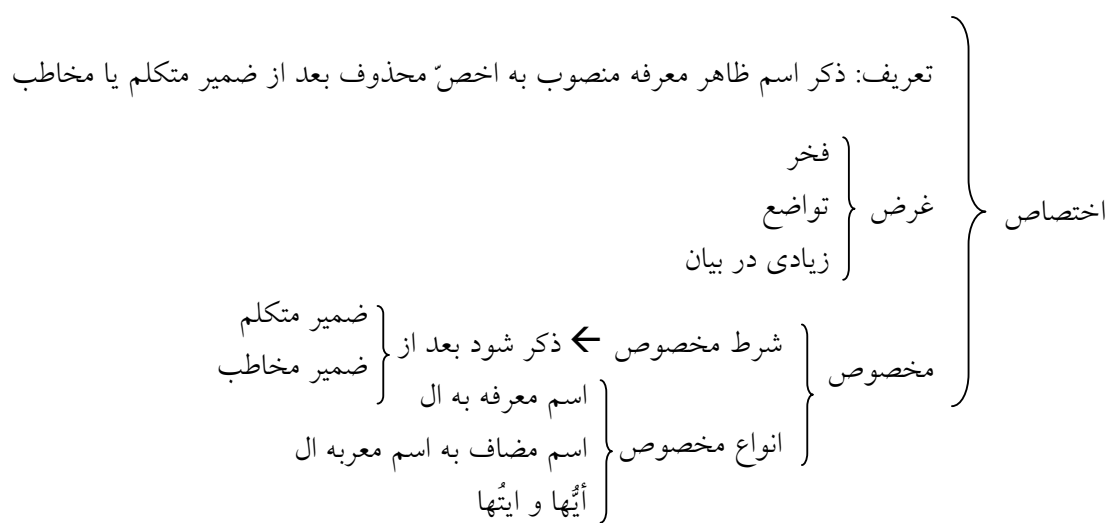 اختصاص
تعریف: ذکر اسم ظاهر معرفه منصوب به اخصّ محذوف بعد از ضمیر متکلم یا مخاطب
غرض
فخر
تواضع
زیادی در بیان
مخصوص
شرط مخصوص ← ذکر شود بعد از
ضمیر متکلم
ضمیر مخاطب
انواع مخصوص
اسم معرفه به ال
اسم مضاف به اسم معربه ال
أیُّها و ایتُها